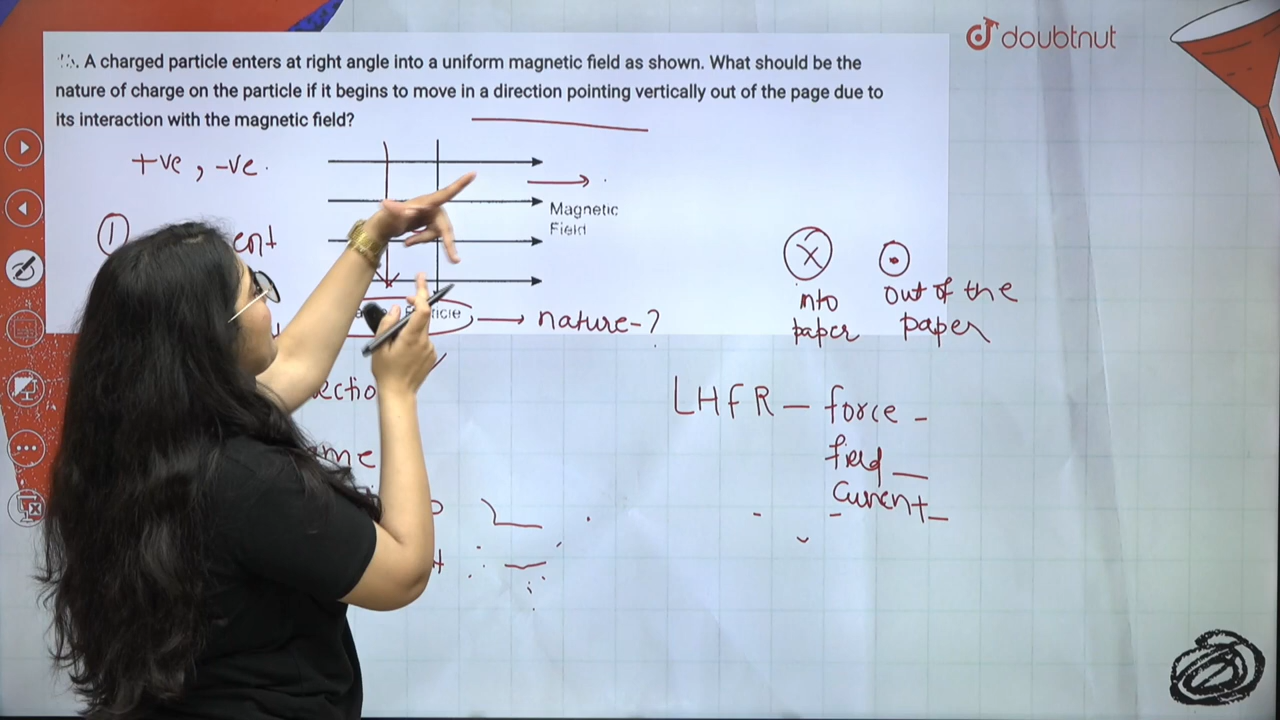 doubtnut
A charged particle enters at right angle into a uniform magnetic field as shown. What should be the
nature of charge on the particle if it begins to move in a direction pointing vertically out of the page due to
its interaction with the magnetic field?
+ve, -ve.
Magnetic
Field
①
x
into
paper
out of the
paper
→ nature-?
LHFR – force -
field —
current –